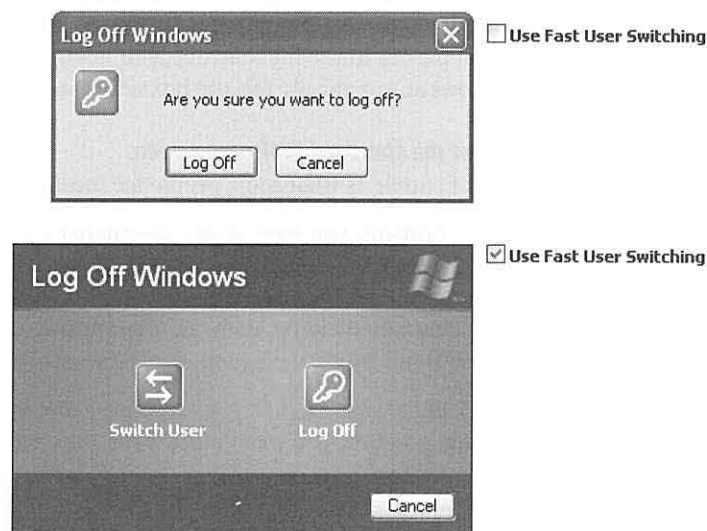 Log Off Windows
Use Fast User Switching
Are you sure you want to log off?
Log Off Cancel
Use Fast User Switching
Log Off Windows
Switch User Log Off
Cancel